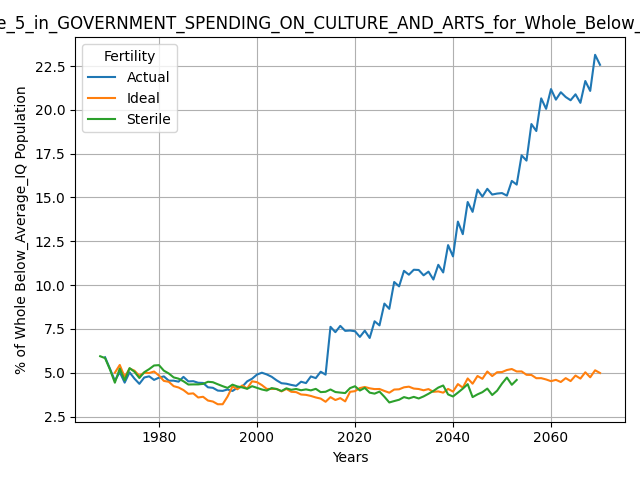 e_5_in_GOVERNMENT_SPENDING_ON_CULTURE_AND_ARTS_for_Whole_Below_
Fertility
Actual
Ideal
Sterile
% of Whole Below_Average_IQ Population
22.5
20.0
17.5
15.0
12.5
10.0
7.5
5.0
2.5
1980 2000 2020 2040 2060
Years